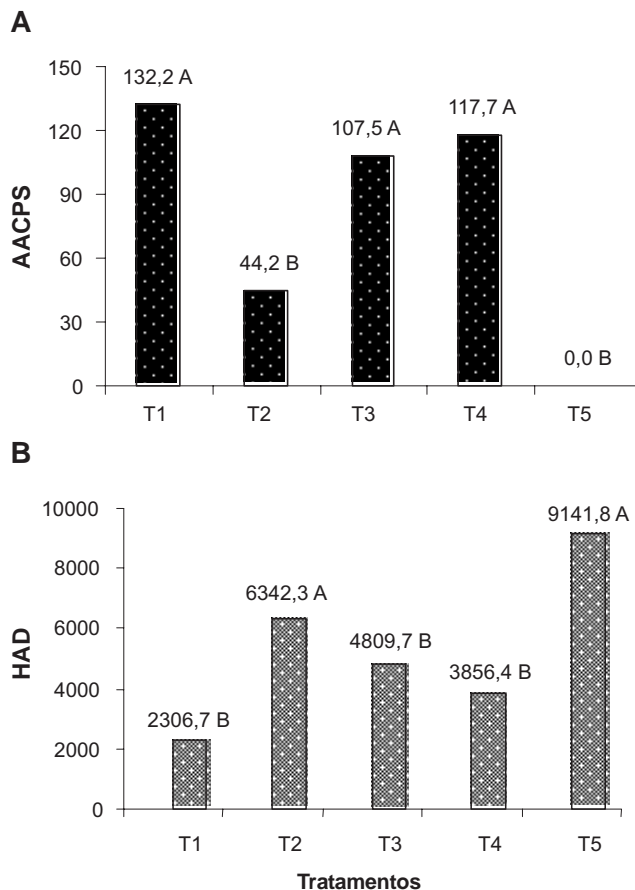 A
AACPS
150
120
90
60
30
0
132,2 A
44,2 B
107,5 A
117,7 A
0,0 B
T1 T2 T3 T4 T5
B
HAD
10000
8000
6000
4000
2000
0
2306,7 B
6342,3 A
4809,7 B
3856,4 B
9141,8 A
T1 T2 T3 T4 T5
Tratamentos